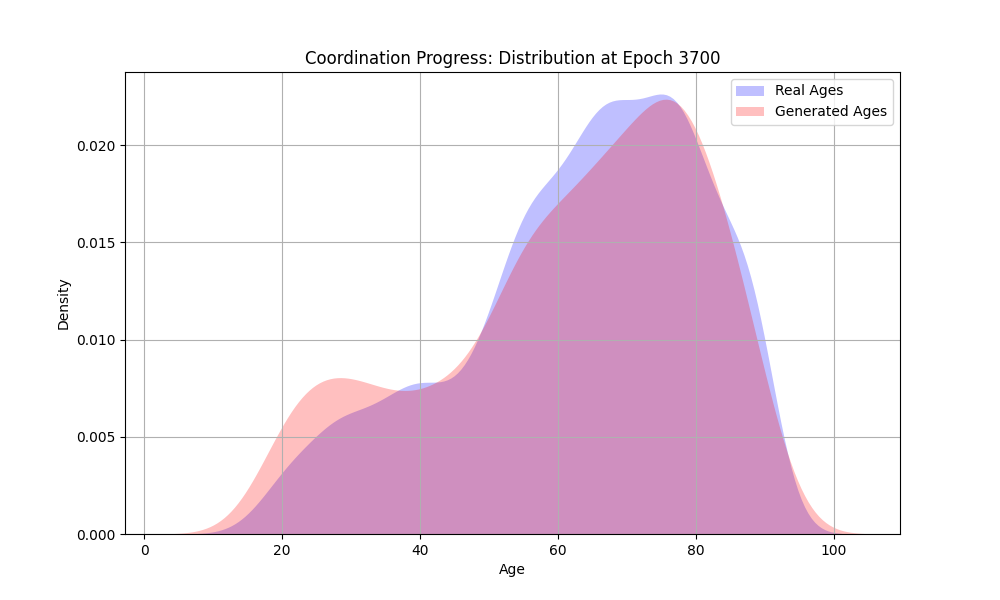 Coordination Progress: Distribution at Epoch 3700
Real Ages
Generated Ages
0.020
0.015
0.010
0.005
0.000
Density
0 20 40 60 80 100
Age